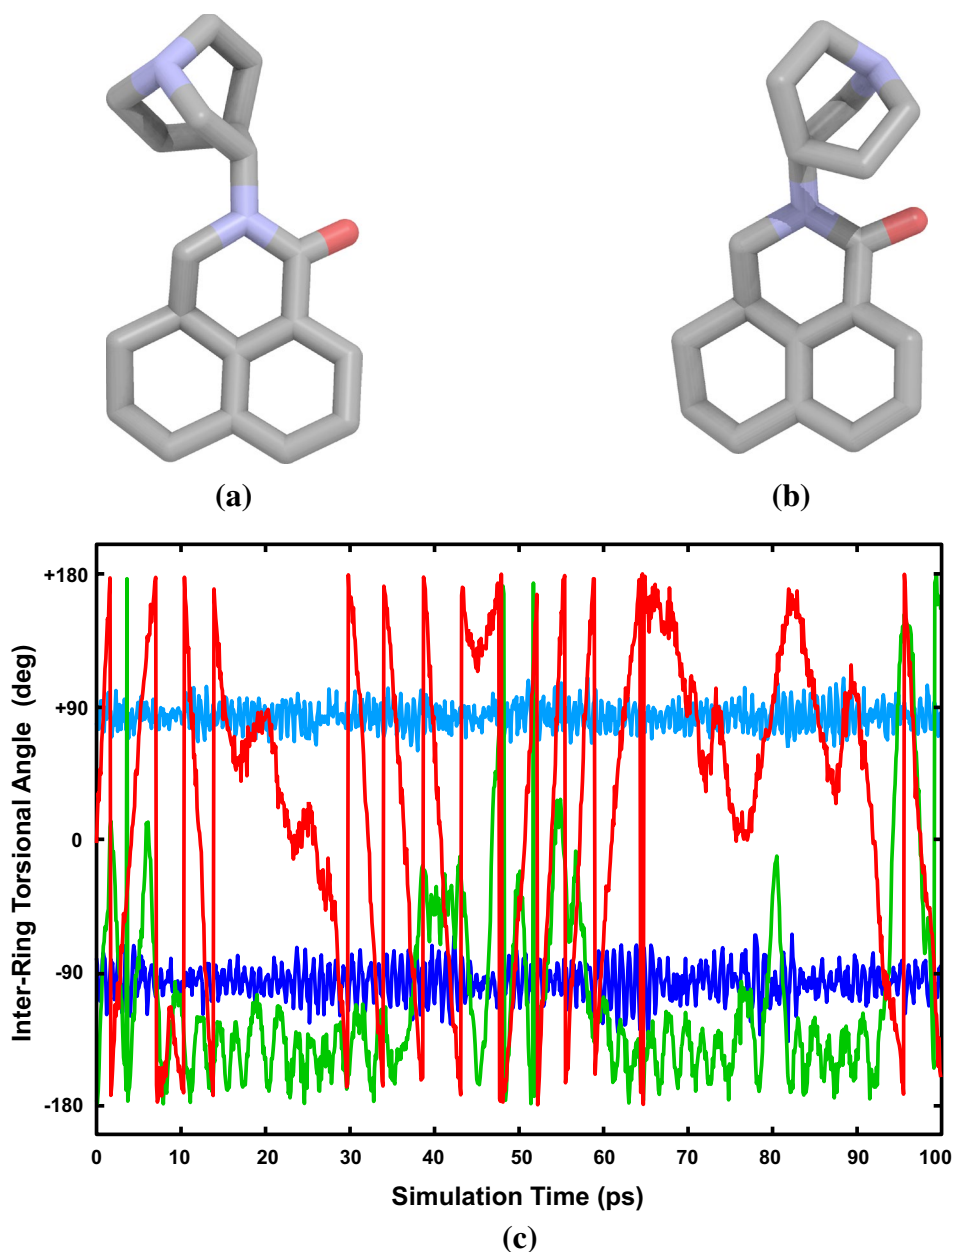 (a)
(b)
Inter-Ring Torsional Angle (deg)
+180
+90
0
-90
-180
0 10 20 30 40 50 60 70 80 90 100
Simulation Time (ps)
(c)